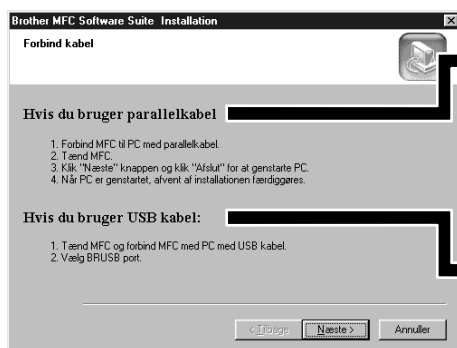 Brother MFC Software Suite Installation
Forbind kabel
Hvis du bruger parallelkabel
1. Forbind MFC til PC med parallelkabel.
2. Tænd MFC.
3. Klik "Næste" knappen og klik "Afslut" for at genstarte PC.
4. Når PC er genstartet, afvent af installationen færdiggøres.
Hvis du bruger USB kabel:
1. Tænd MFC og forbind MFC med PC med USB kabel.
2. Vælg BRUSB port.
< Tilbage Næste > Annuller